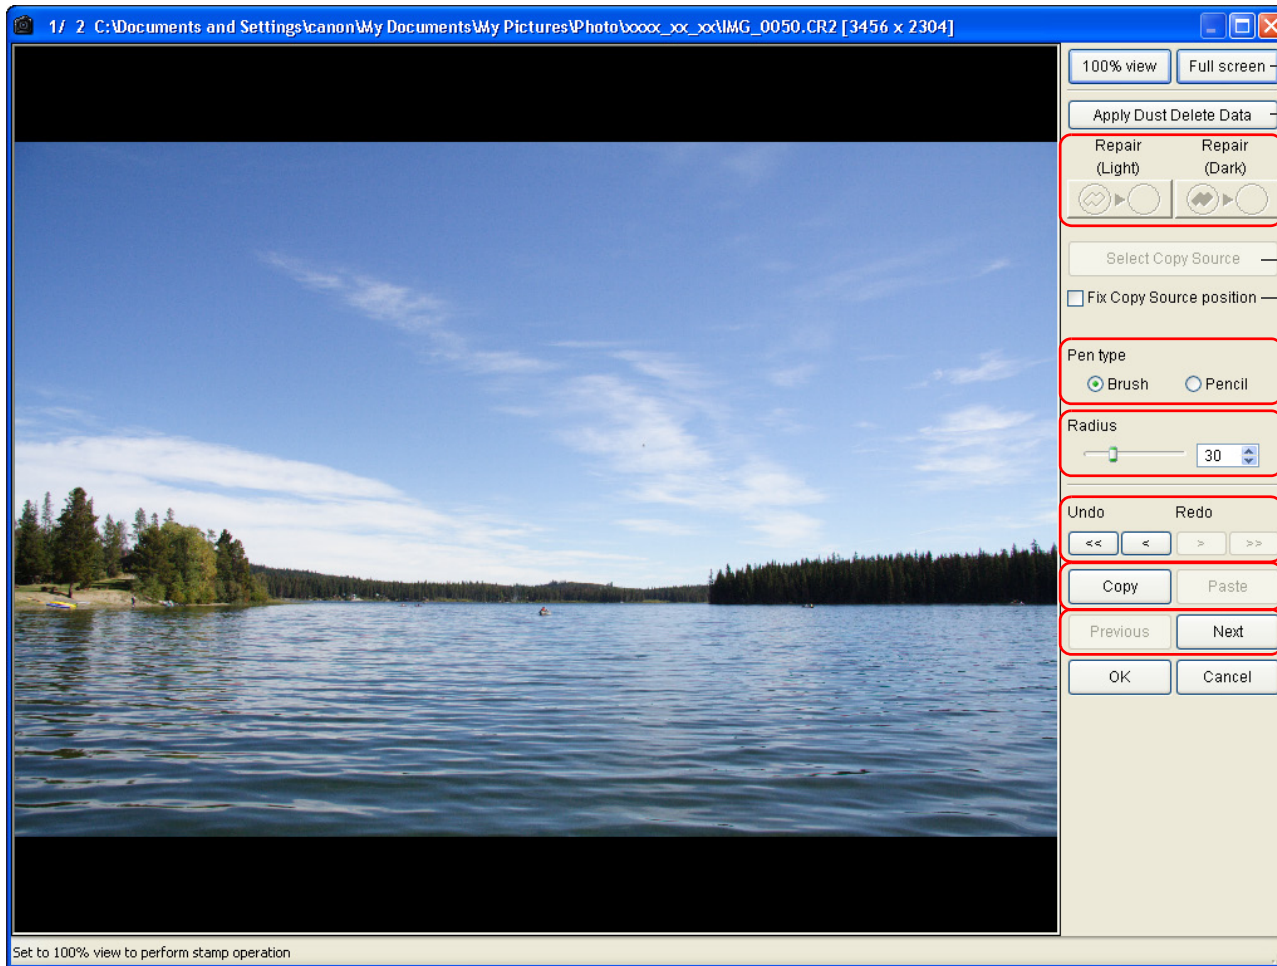 1/ 2 C:\Documents and Settings\canon\My Documents\My Pictures\Photo\xxxx_xx_xx\IMG_0050.CR2 [3456 x 2304]
100% view Full screen
Apply Dust Delete Data
Repair Repair
(Light) (Dark)
Select Copy Source
Fix Copy Source position
Pen type
Brush Pencil
Radius
30
Undo Redo
<< < > >>
Copy Paste
Previous Next
OK Cancel
Set to 100% view to perform stamp operation